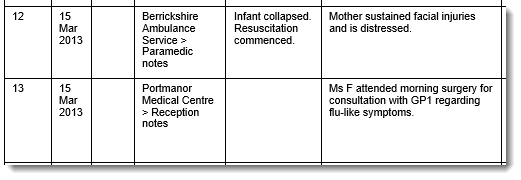 12
15
Mar
2013
Berrickshire
Ambulance
Service >
Paramedic
notes
Infant collapsed.
Resuscitation
commenced.
Mother sustained facial injuries
and is distressed.
13
15
Mar
2013
Portmanor
Medical Centre
> Reception
notes
Ms F attended morning surgery for
consultation with GP1 regarding
flu-like symptoms.